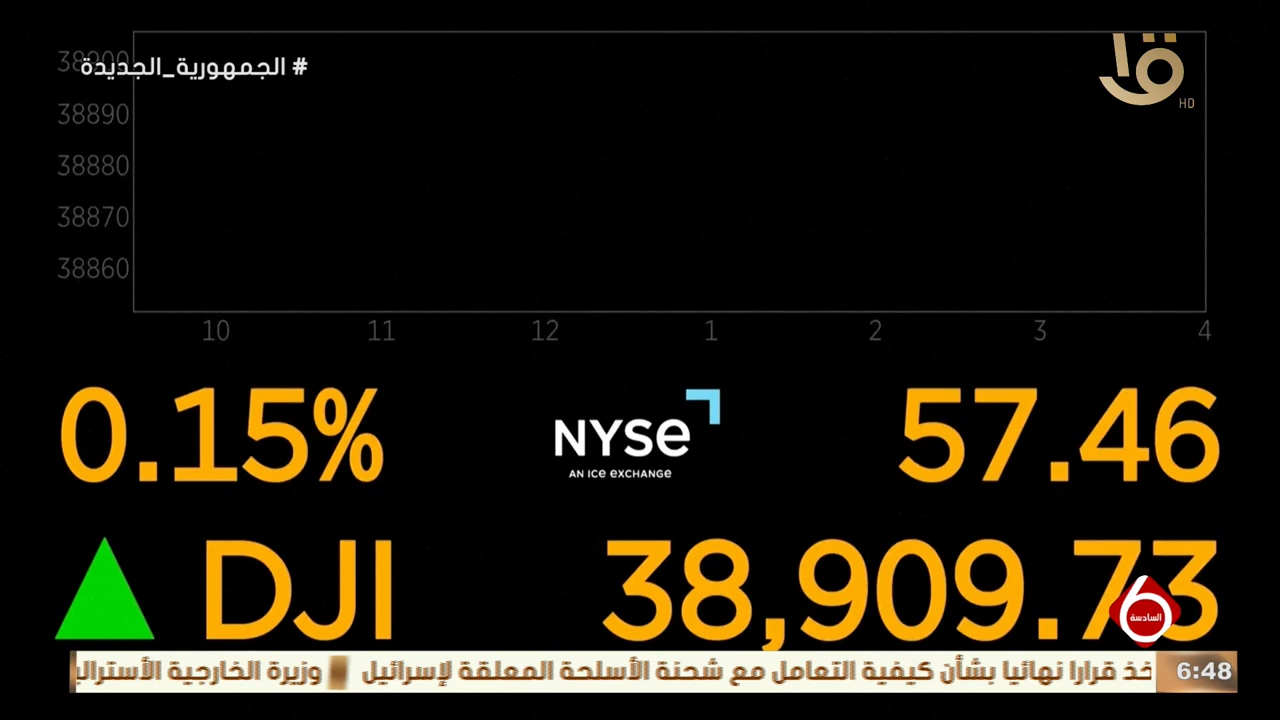 # الجمهورية_الجديدة
HD
38900
38890
38880
38870
38860
10 11 12 1 2 3 4
0.15% NYSE 57.46
AN ICE EXCHANGE
DJI 38,909.73
6 السادسة
خذ قرارا نهائيا بشأن كيفية التعامل مع شحنة الأسلحة المعلقة لإسرائيل وزيرة الخارجية الأسترالي
6:48